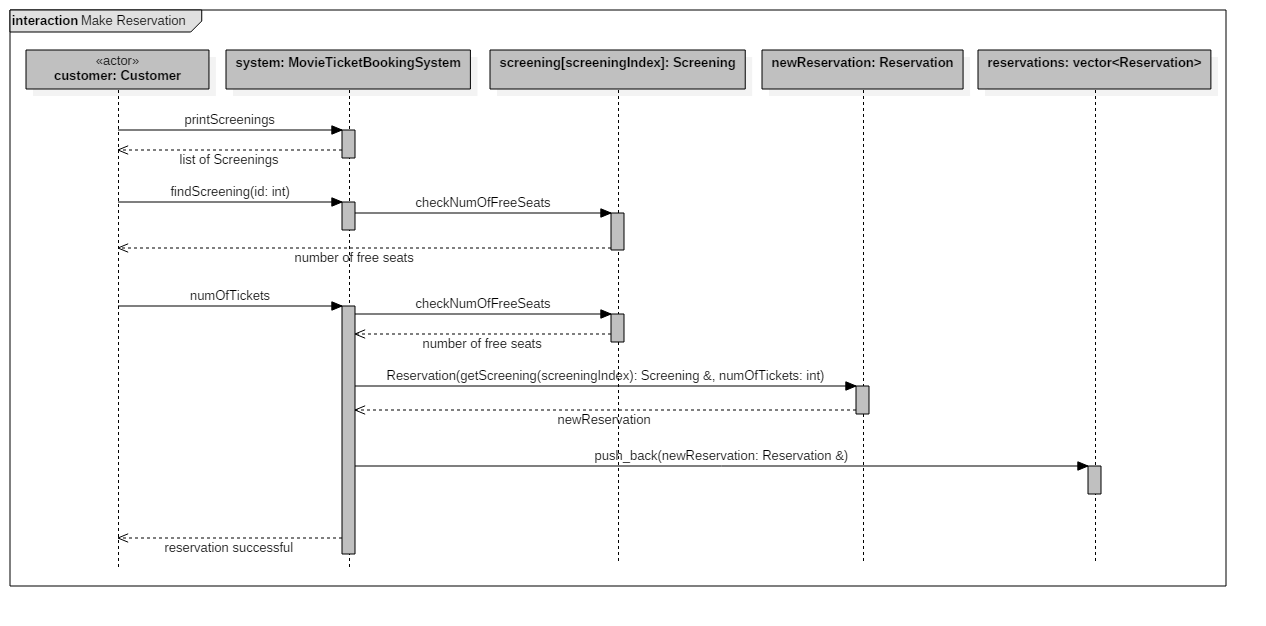 interaction Make Reservation
«actor»
customer: Customer
system: MovieTicketBookingSystem
screening[screeningIndex]: Screening
newReservation: Reservation
reservations: vector<Reservation>
printScreenings
list of Screenings
findScreening(id: int)
checkNumOfFreeSeats
number of free seats
numOfTickets
checkNumOfFreeSeats
number of free seats
Reservation(getScreening(screeningIndex): Screening &, numOfTickets: int)
newReservation
push_back(newReservation: Reservation &)
reservation successful